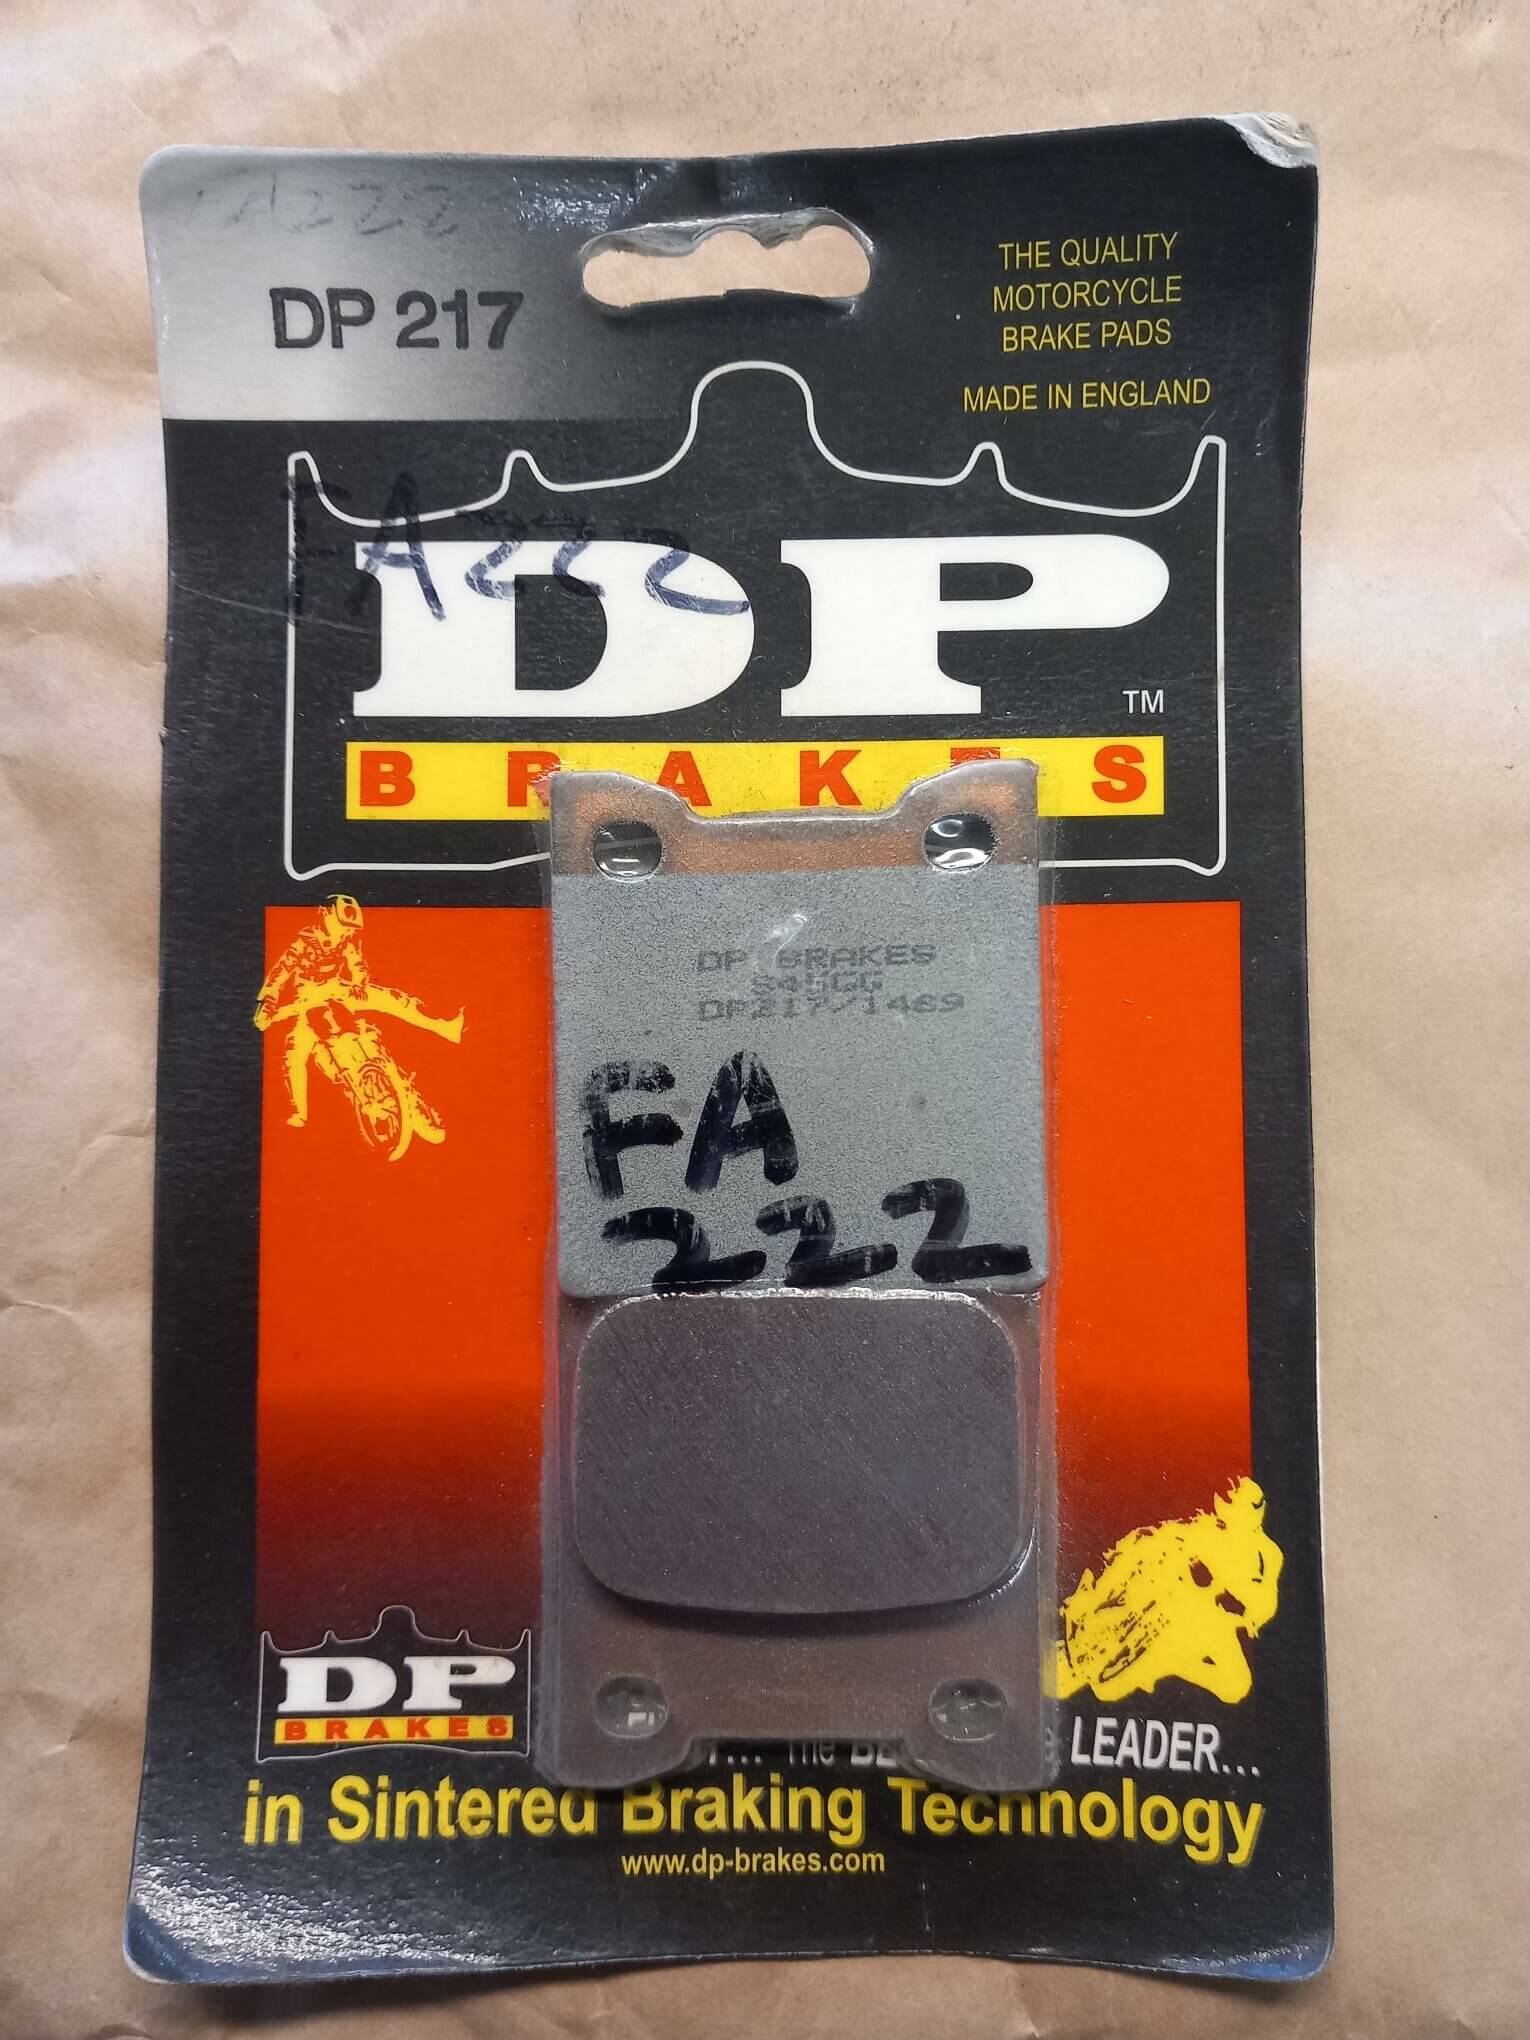 FA222
DP 217
THE QUALITY
MOTORCYCLE
BRAKE PADS
MADE IN ENGLAND
FA222
DP
TM
BRAKES
DP BRAKES
DP217/1469
FA
222
DP
BRAKES
The
LEADER...
in Sintered Braking Technology
www.dp-brakes.com